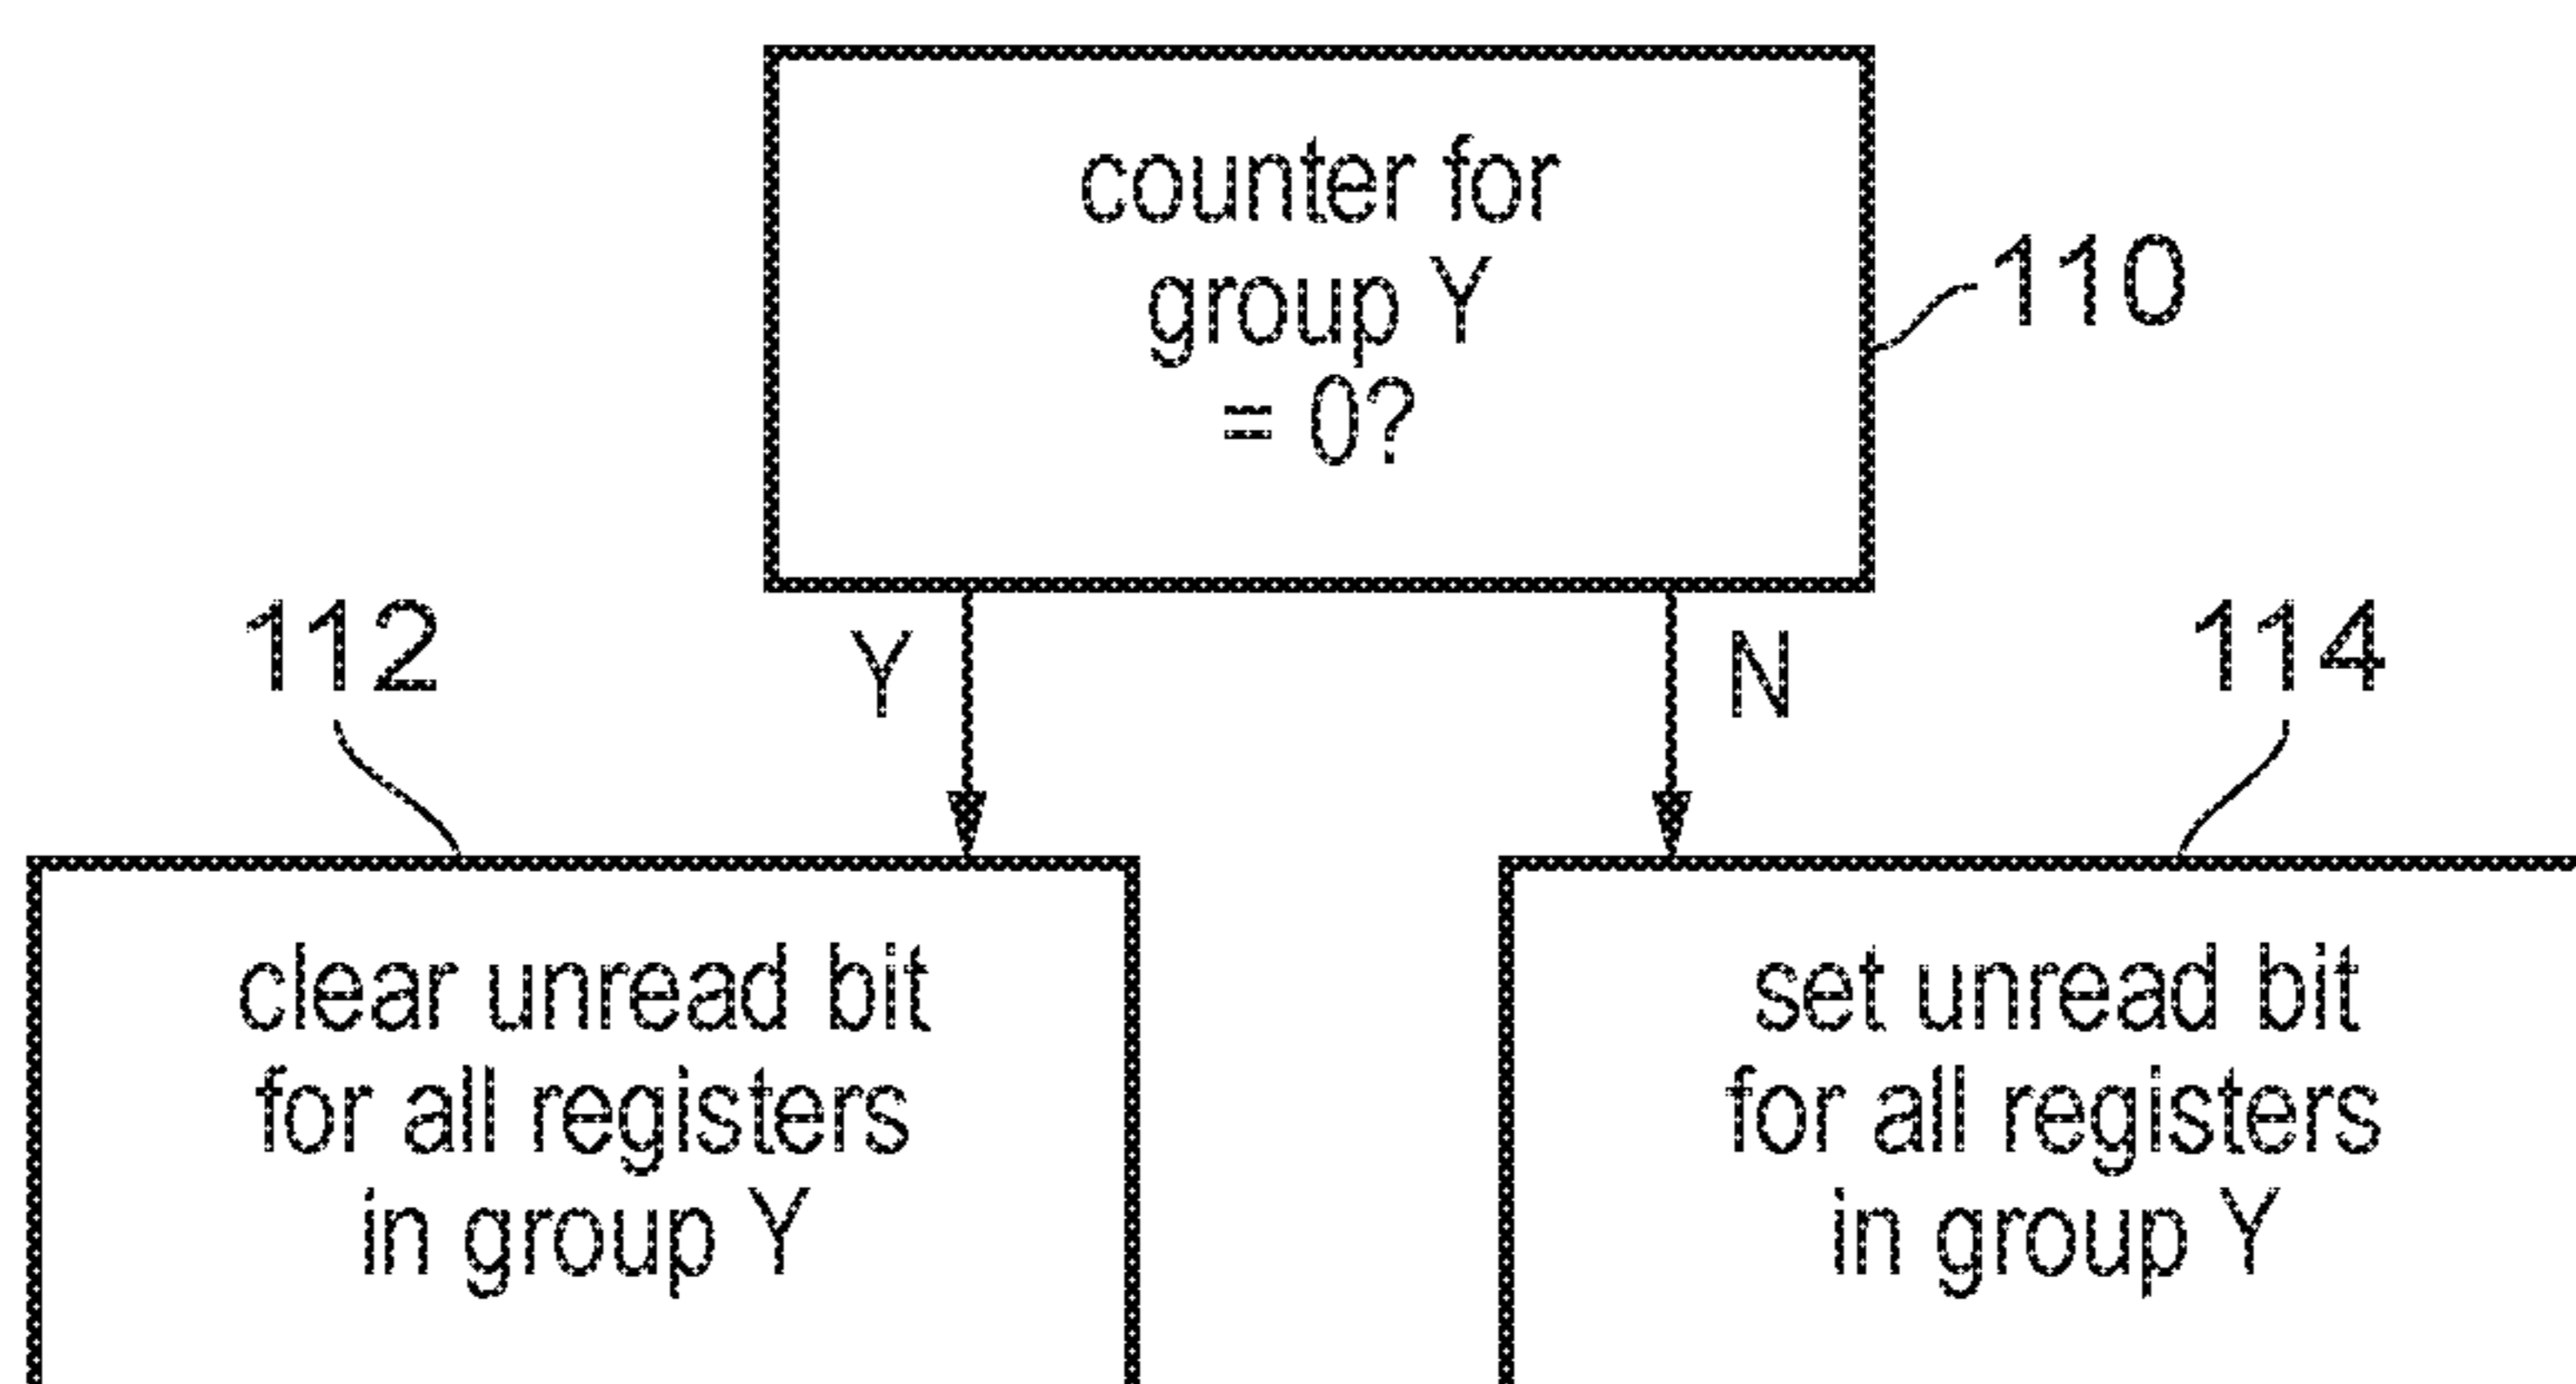 counter for
group Y
= 0?
110
112
Y
N
114
clear unread bit
for all registers
in group Y
set unread bit
for all registers
in group Y